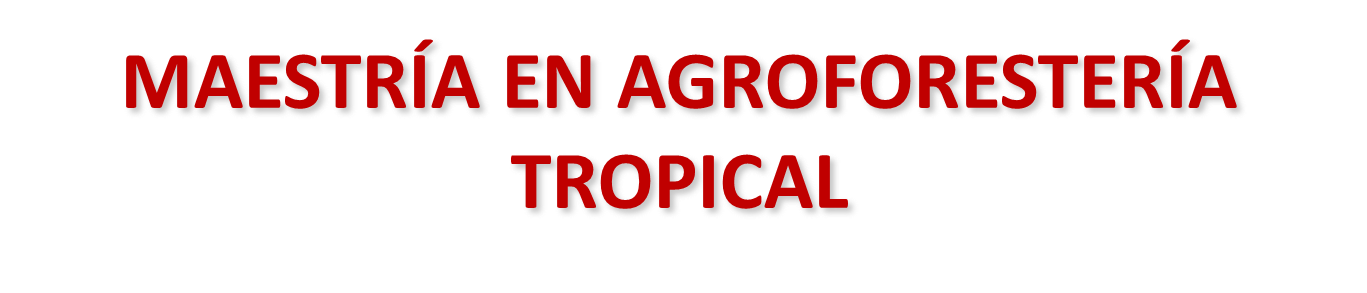 MAESTRÍA EN AGROFORESTERÍA
TROPICAL